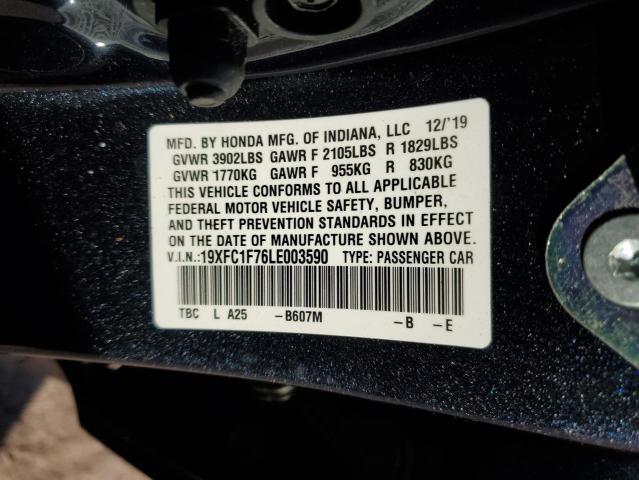 MFD. BY HONDA MFG. OF INDIANA, LLC 12/'19
GVWR 3902LBS GAWR F 2105LBS R 1829LBS
GVWR 1770KG GAWR F 955KG R 830KG
THIS VEHICLE CONFORMS TO ALL APPLICABLE
FEDERAL MOTOR VEHICLE SAFETY, BUMPER,
AND THEFT PREVENTION STANDARDS IN EFFECT
ON THE DATE OF MANUFACTURE SHOWN ABOVE.
V.I.N.:19XFC1F76LE003590 TYPE: PASSENGER CAR
TBC L A25 -B607M -B -E